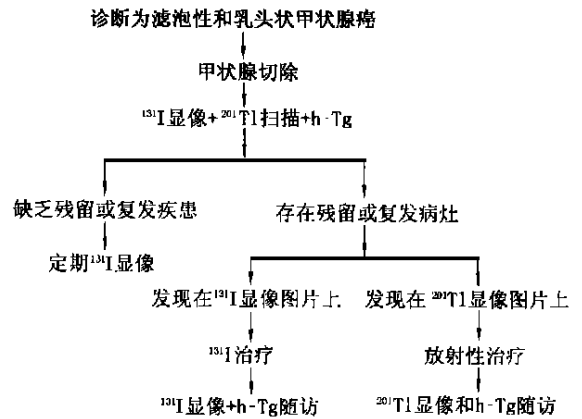 诊断为滤泡性和乳头状甲状腺癌
甲状腺切除
¹³¹I显像+²⁰¹Tl扫描+h-Tg
缺乏残留或复发疾患
存在残留或复发病灶
定期¹³¹I显像
发现在¹³¹I显像图片上
发现在²⁰¹Tl显像图片上
¹³¹I治疗
放射性治疗
¹³¹I显像+h-Tg随访
²⁰¹Tl显像和h-Tg随访